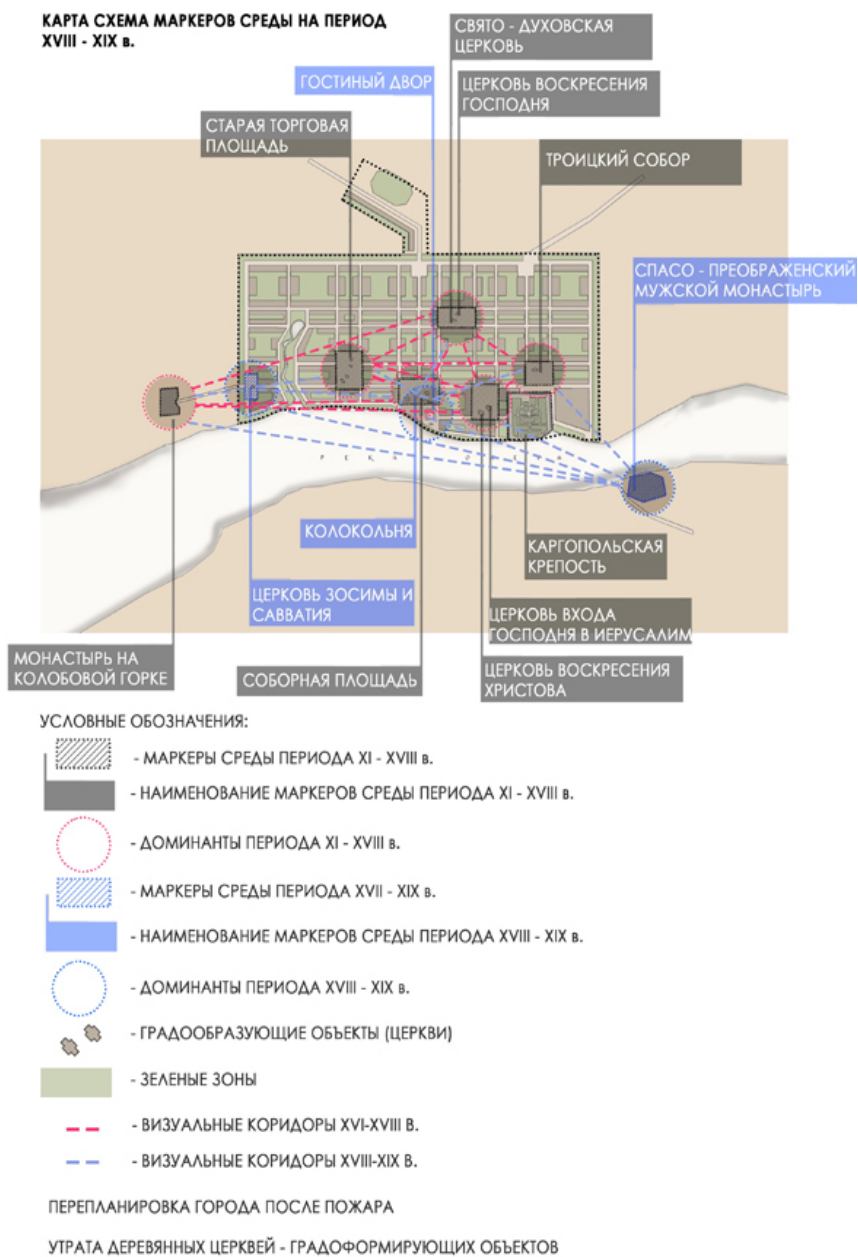 КАРТА СХЕМА МАРКЕРОВ СРЕДЫ НА ПЕРИОД
XVIII - XIX в.
СВЯТО - ДУХОВСКАЯ
ЦЕРКОВЬ
ГОСТИНЫЙ ДВОР
ЦЕРКОВЬ ВОСКРЕСЕНИЯ
ГОСПОДНЯ
СТАРАЯ ТОРГОВАЯ
ПЛОЩАДЬ
ТРОИЦКИЙ СОБОР
СПАСО - ПРЕОБРАЖЕНСКИЙ
МУЖСКОЙ МОНАСТЫРЬ
РЕКА ОНЕГА
КОЛОКОЛЬНЯ
КАРГОПОЛЬСКАЯ
КРЕПОСТЬ
ЦЕРКОВЬ ЗОСИМЫ И
САВВАТИЯ
ЦЕРКОВЬ ВХОДА
ГОСПОДНЯ В ИЕРУСАЛИМ
МОНАСТЫРЬ НА
КОЛОБОВОЙ ГОРКЕ
СОБОРНАЯ ПЛОЩАДЬ
ЦЕРКОВЬ ВОСКРЕСЕНИЯ
ХРИСТОВА
УСЛОВНЫЕ ОБОЗНАЧЕНИЯ:
- МАРКЕРЫ СРЕДЫ ПЕРИОДА XI - XVIII в.
- НАИМЕНОВАНИЕ МАРКЕРОВ СРЕДЫ ПЕРИОДА XI - XVIII в.
- ДОМИНАНТЫ ПЕРИОДА XI - XVIII в.
- МАРКЕРЫ СРЕДЫ ПЕРИОДА XVII - XIX в.
- НАИМЕНОВАНИЕ МАРКЕРОВ СРЕДЫ ПЕРИОДА XVIII - XIX в.
- ДОМИНАНТЫ ПЕРИОДА XVIII - XIX в.
- ГРАДООБРАЗУЮЩИЕ ОБЪЕКТЫ (ЦЕРКВИ)
- ЗЕЛЕНЫЕ ЗОНЫ
- ВИЗУАЛЬНЫЕ КОРИДОРЫ XVI-XVIII В.
- ВИЗУАЛЬНЫЕ КОРИДОРЫ XVIII-XIX В.
ПЕРЕПЛАНИРОВКА ГОРОДА ПОСЛЕ ПОЖАРА
УТРАТА ДЕРЕВЯННЫХ ЦЕРКВЕЙ - ГРАДОФОРМИРУЮЩИХ ОБЪЕКТОВ